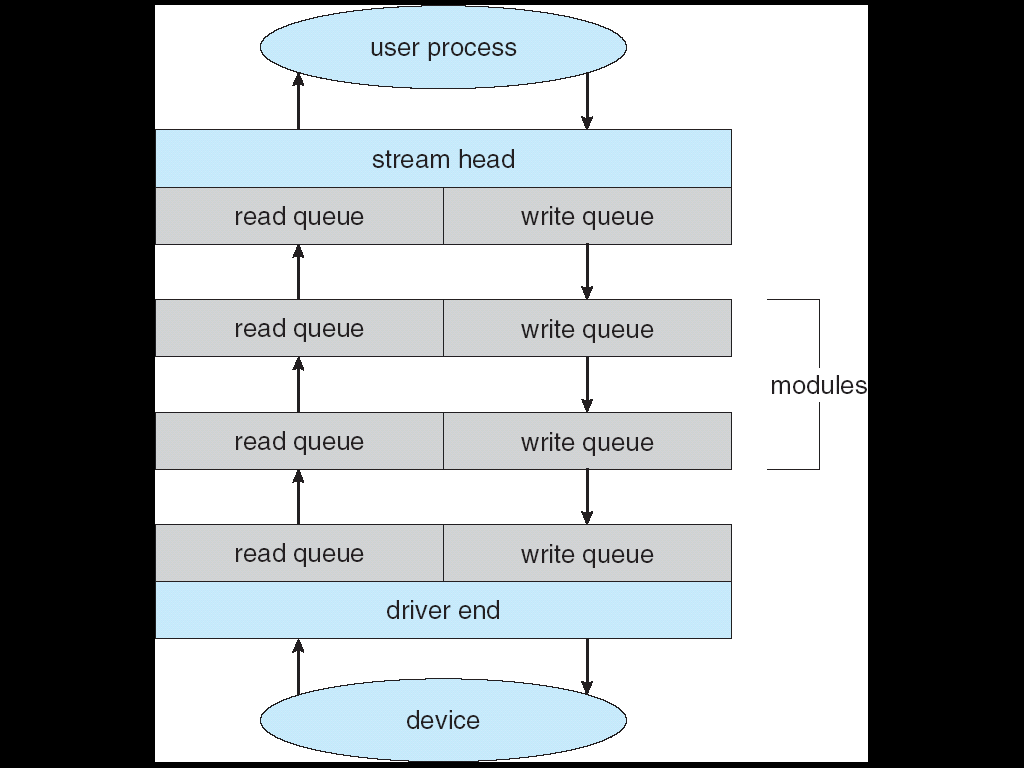 user process
stream head
read queue write queue
read queue write queue
modules
read queue write queue
read queue write queue
driver end
device